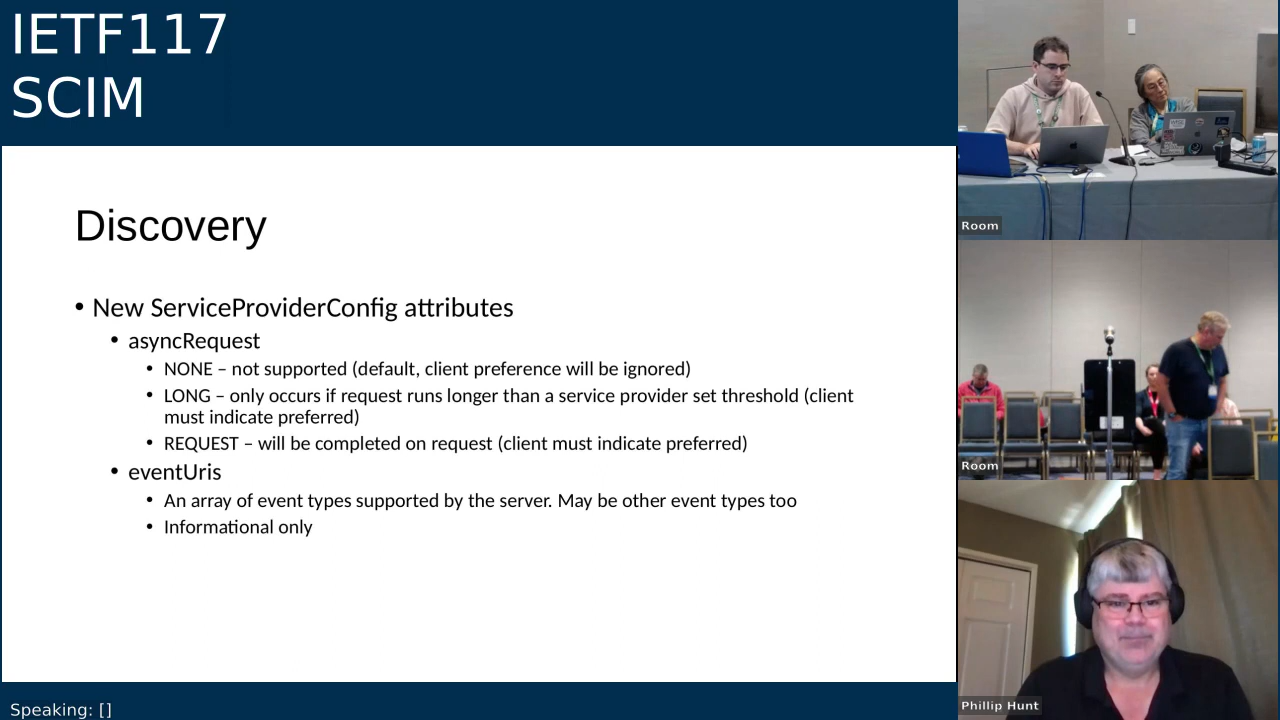 IETF117
SCIM
Discovery
• New ServiceProviderConfig attributes
• asyncRequest
• NONE – not supported (default, client preference will be ignored)
• LONG – only occurs if request runs longer than a service provider set threshold (client
must indicate preferred)
• REQUEST – will be completed on request (client must indicate preferred)
• eventUris
• An array of event types supported by the server. May be other event types too
• Informational only
Room
Room
Phillip Hunt
Speaking: []